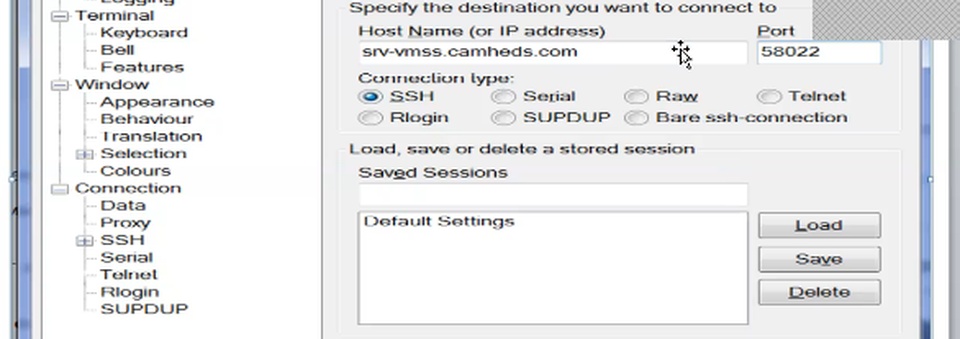 Logging
Terminal
Keyboard
Bell
Features
Window
Appearance
Behaviour
Translation
Selection
Colours
Connection
Data
Proxy
SSH
Serial
Telnet
Rlogin
SUPDUP
Specify the destination you want to connect to
Host Name (or IP address) Port
srv-vmss.camheds.com 58022
Connection type:
SSH Serial Raw Telnet
Rlogin SUPDUP Bare ssh-connection
Load, save or delete a stored session
Saved Sessions
Default Settings
Load
Save
Delete